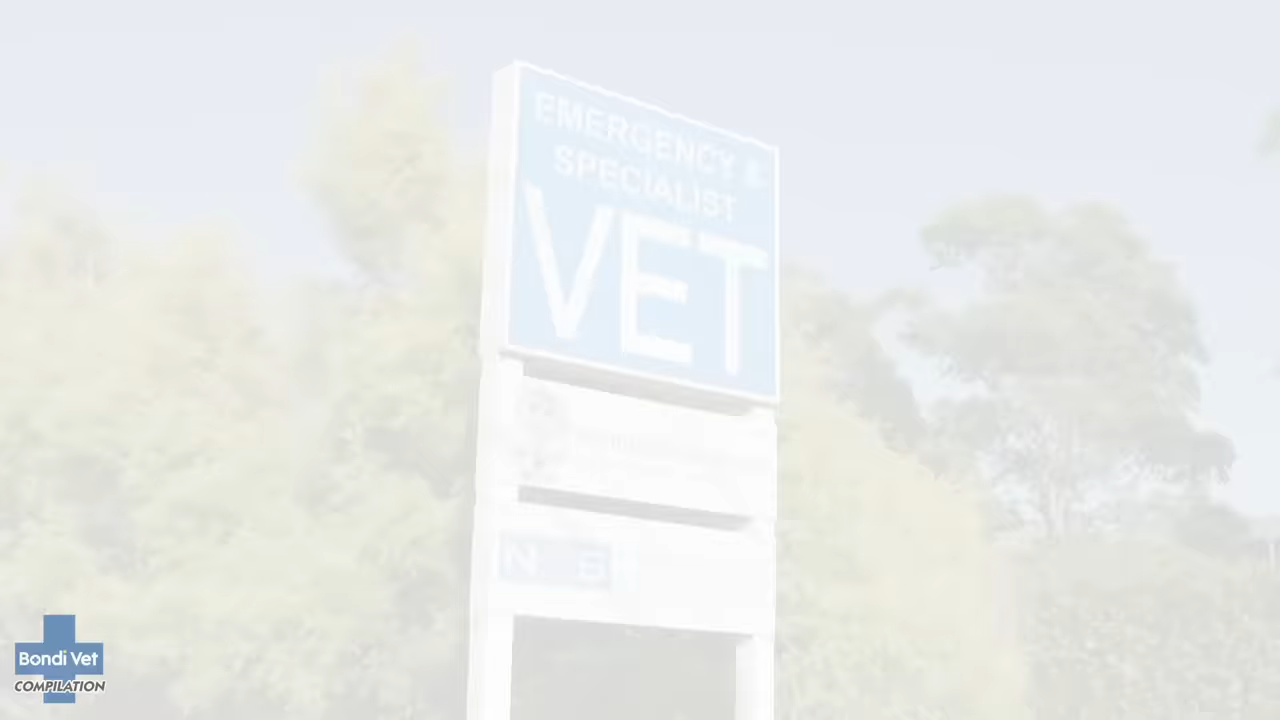 EMERGENCY &
SPECIALIST
VET
Bondi Vet
COMPILATION